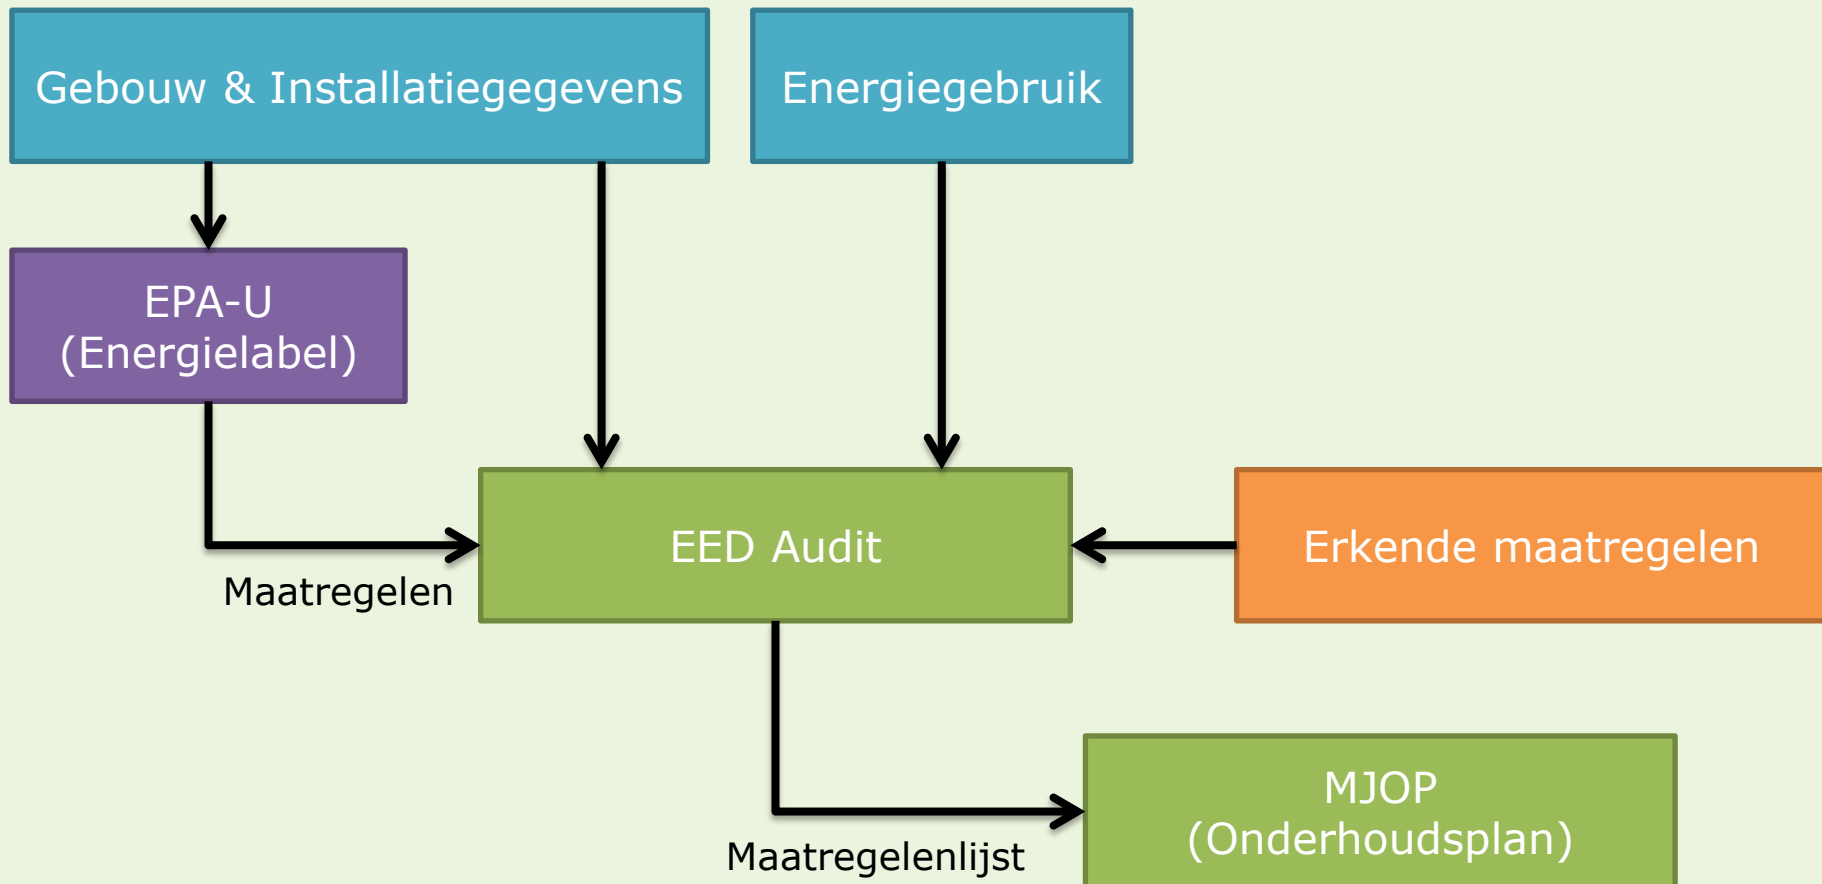 Gebouw & Installatiegegevens
Energiegebruik
EPA-U
(Energielabel)
EED Audit
Erkende maatregelen
Maatregelen
MJOP
(Onderhoudsplan)
Maatregelenlijst